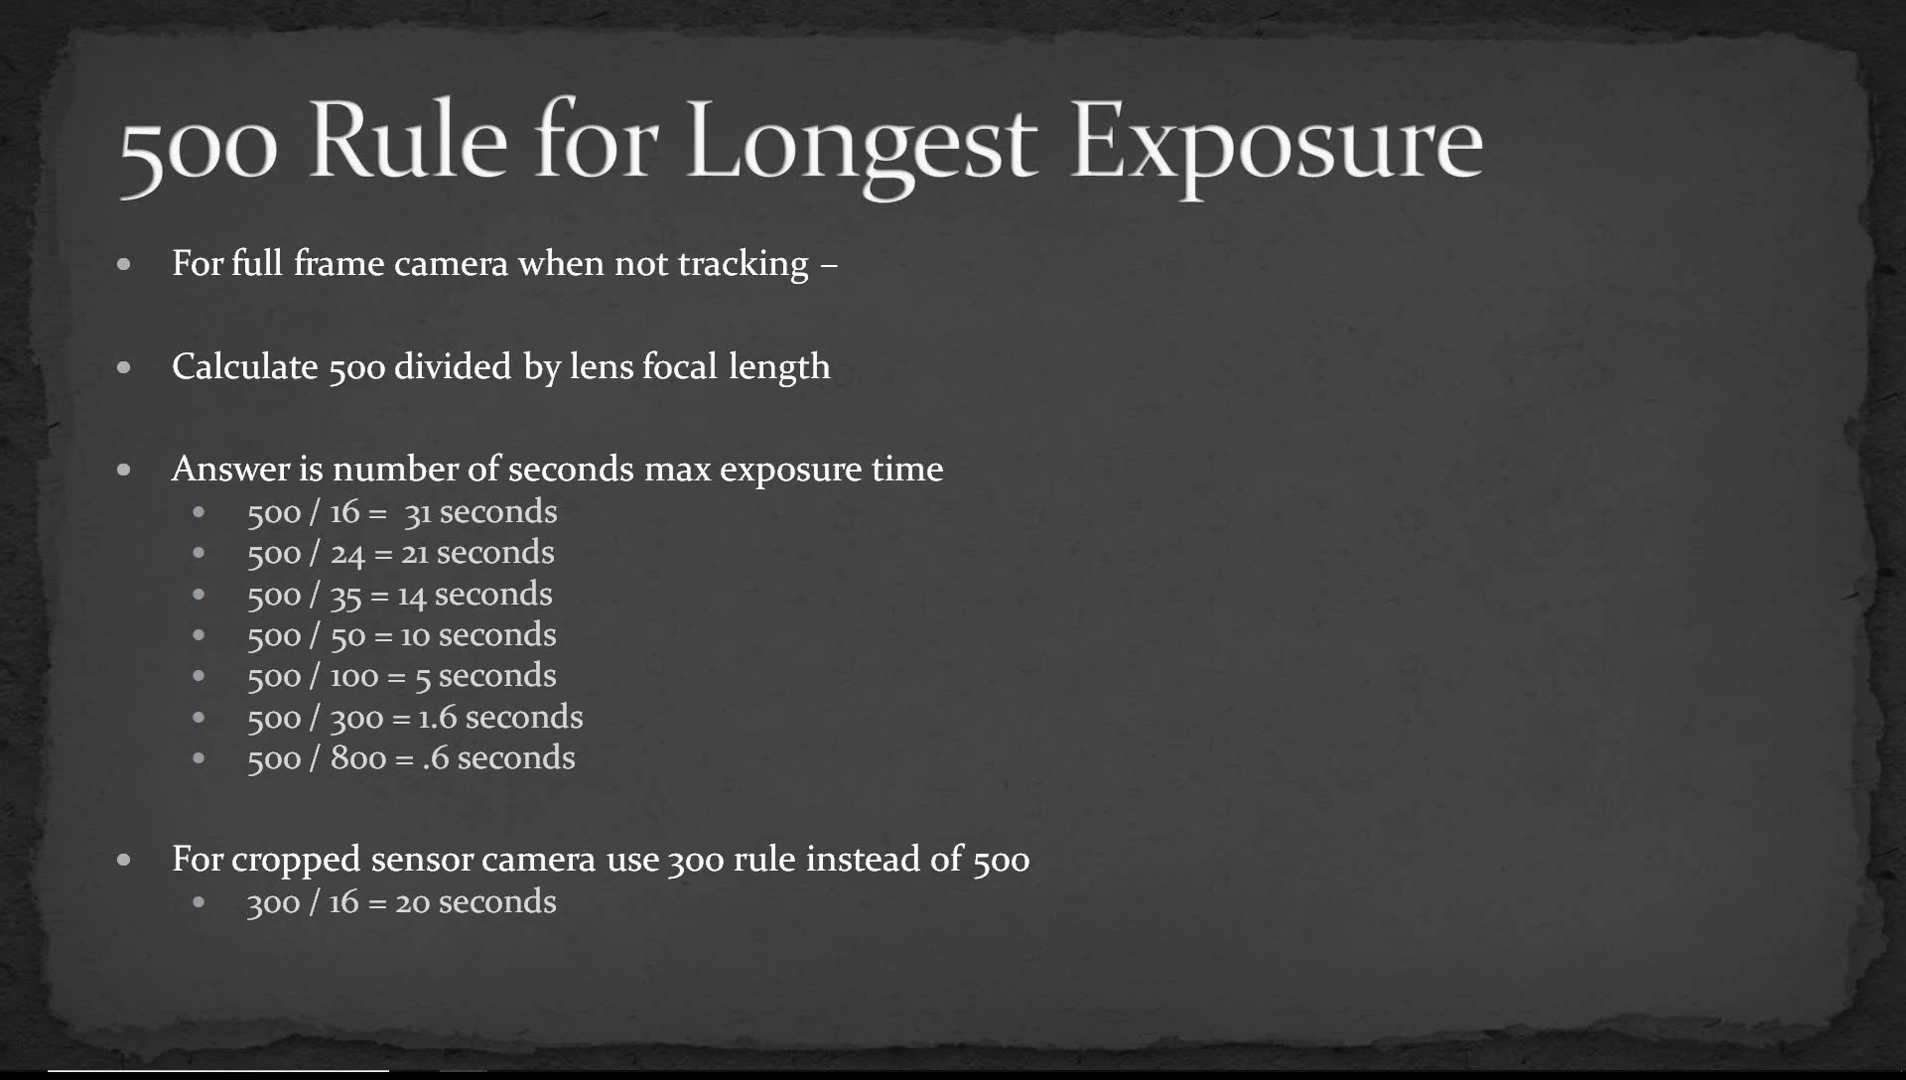 500 Rule for Longest Exposure
• For full frame camera when not tracking –
• Calculate 500 divided by lens focal length
• Answer is number of seconds max exposure time
• 500 / 16 =  31 seconds
• 500 / 24 = 21 seconds
• 500 / 35 = 14 seconds
• 500 / 50 = 10 seconds
• 500 / 100 = 5 seconds
• 500 / 300 = 1.6 seconds
• 500 / 800 = .6 seconds
• For cropped sensor camera use 300 rule instead of 500
• 300 / 16 = 20 seconds